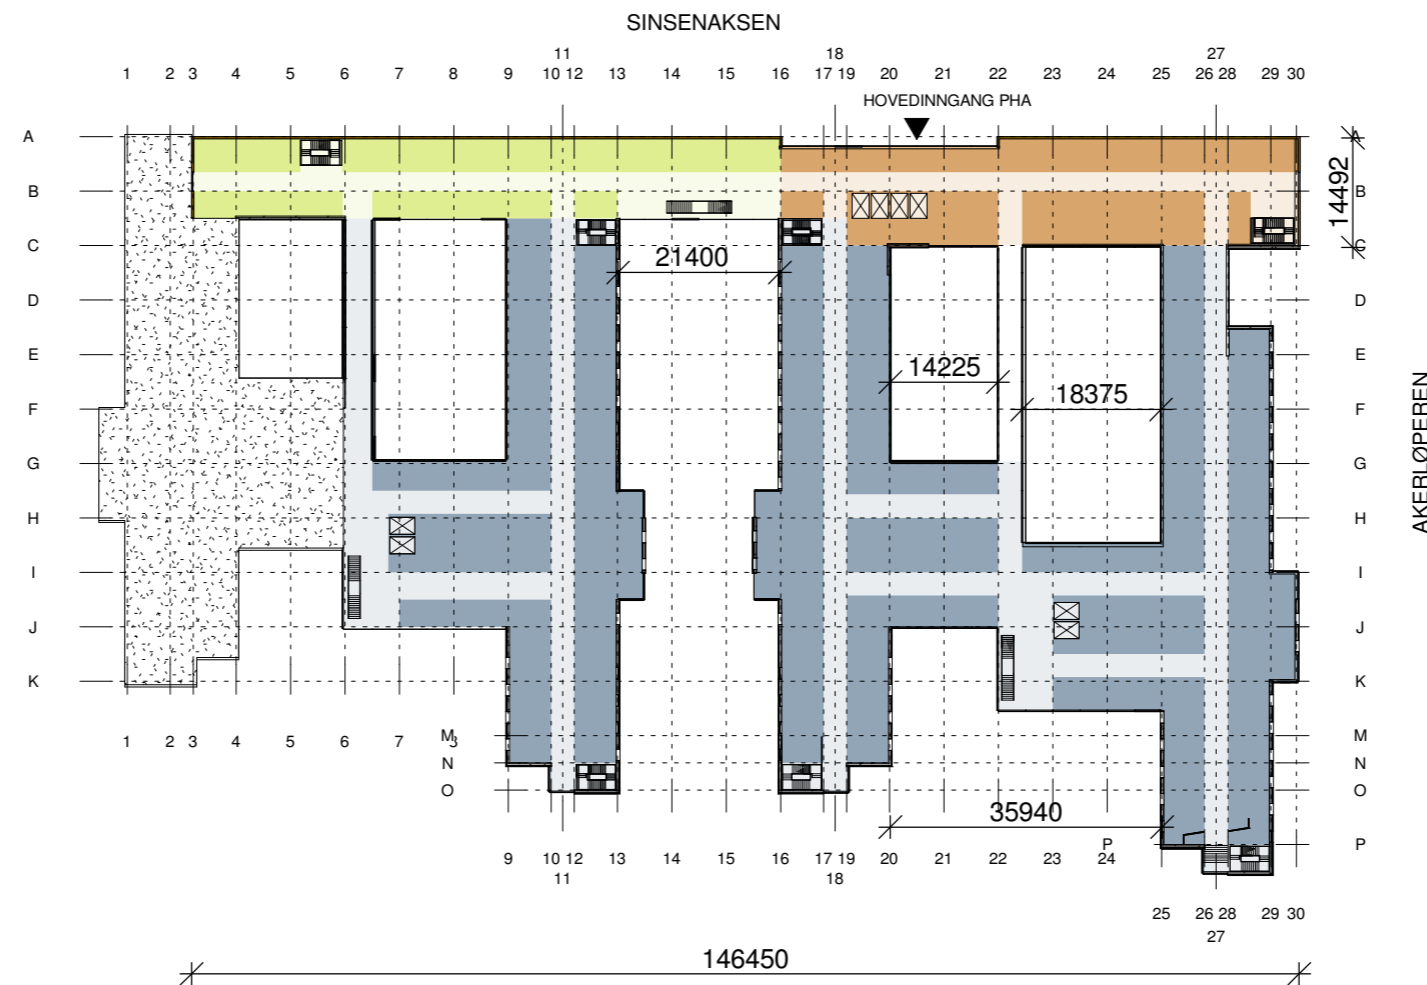 SINSENAKSEN
11 18 27
1 2 3 4 5 6 7 8 9 10 12 13 14 15 16 17 19 20 21 22 23 24 25 26 28 29 30
HOVEDINNGANG PHA
A A
14492
B B
C C
21400
D D
E E
14225
18375
F F
AKERLØPEREN
G G
H H
I I
J J
K K
1 2 3 4 5 6 7 3
M M
N N
O O
35940
P P
9 10 12 13 14 15 16 17 19 20 21 22 23 24
11 18
25 26 28 29 30
27
146450